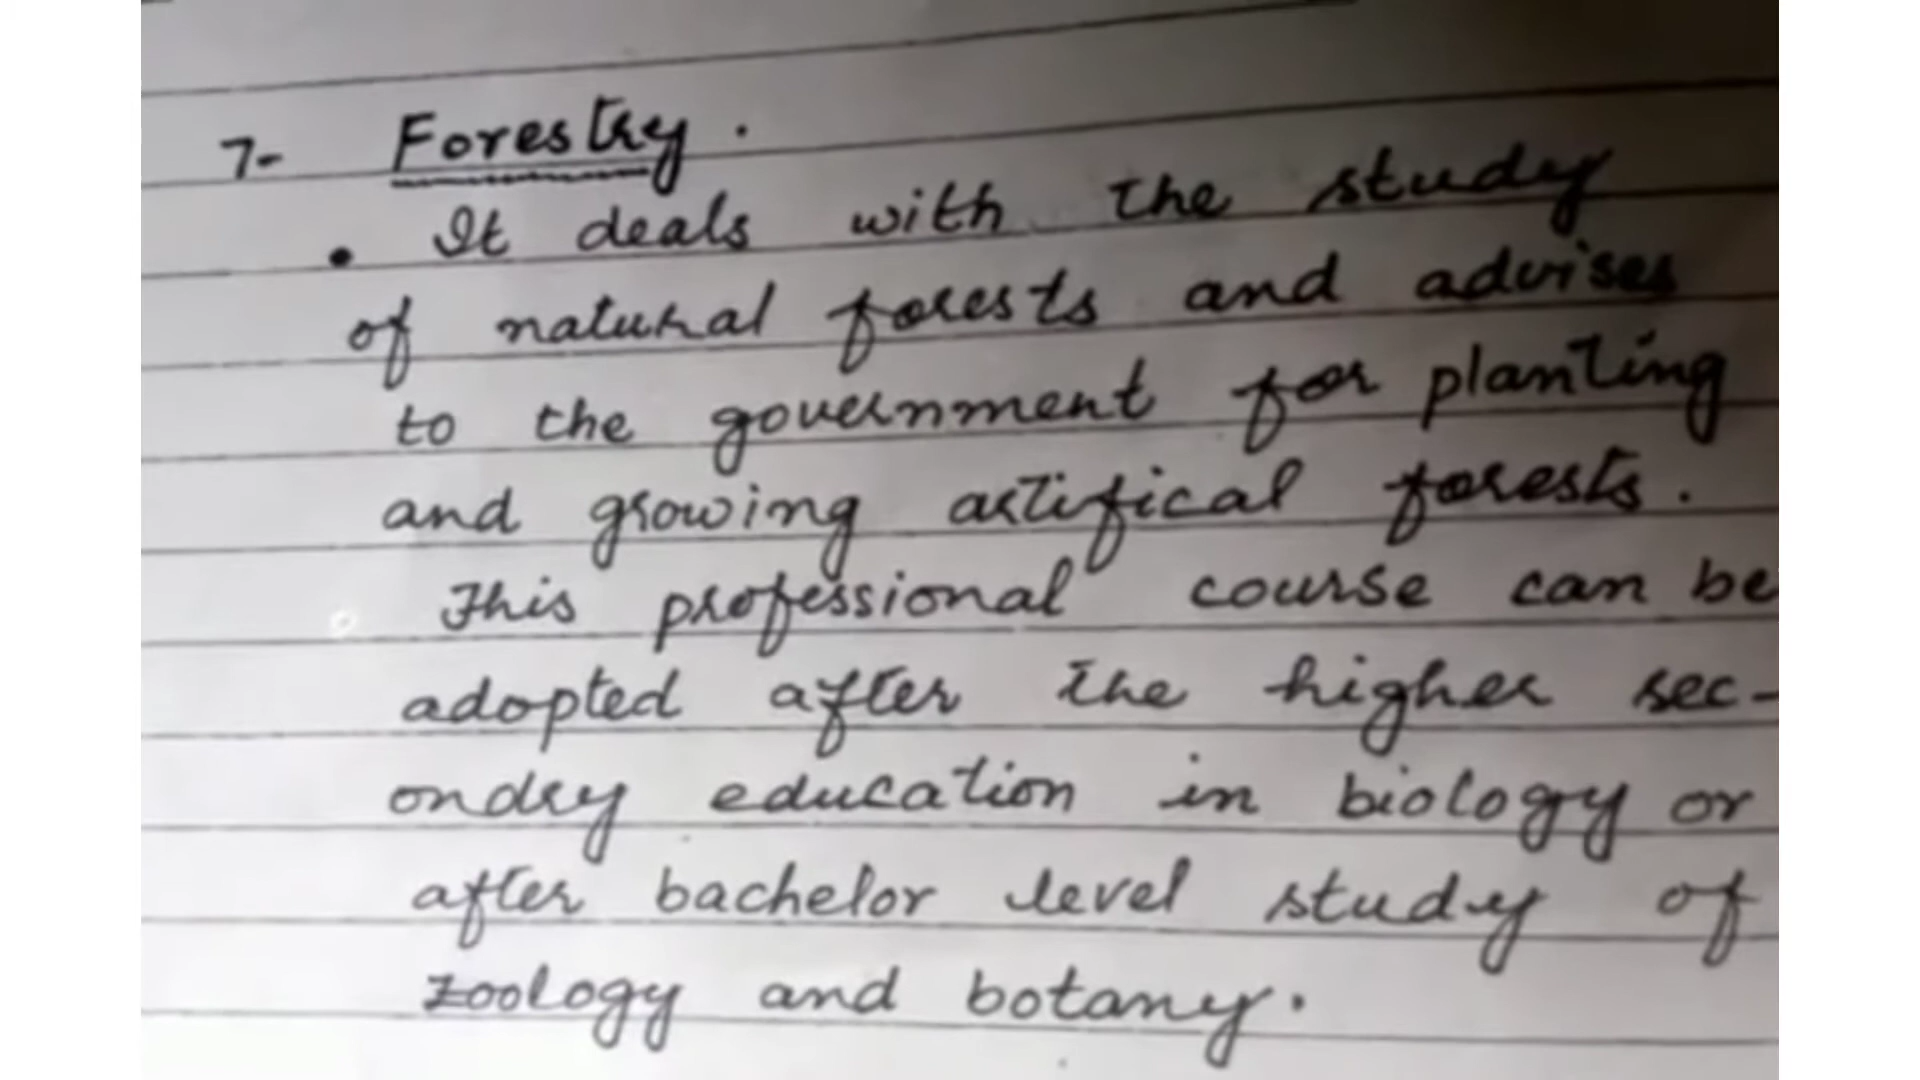 7- Forestry.
• It deals with the study
of natural forests and advises
to the government for planting
and growing artifical forests.
This professional course can be
adopted after the higher sec-
ondry education in biology or
after bachelor level study of
zoology and botany.